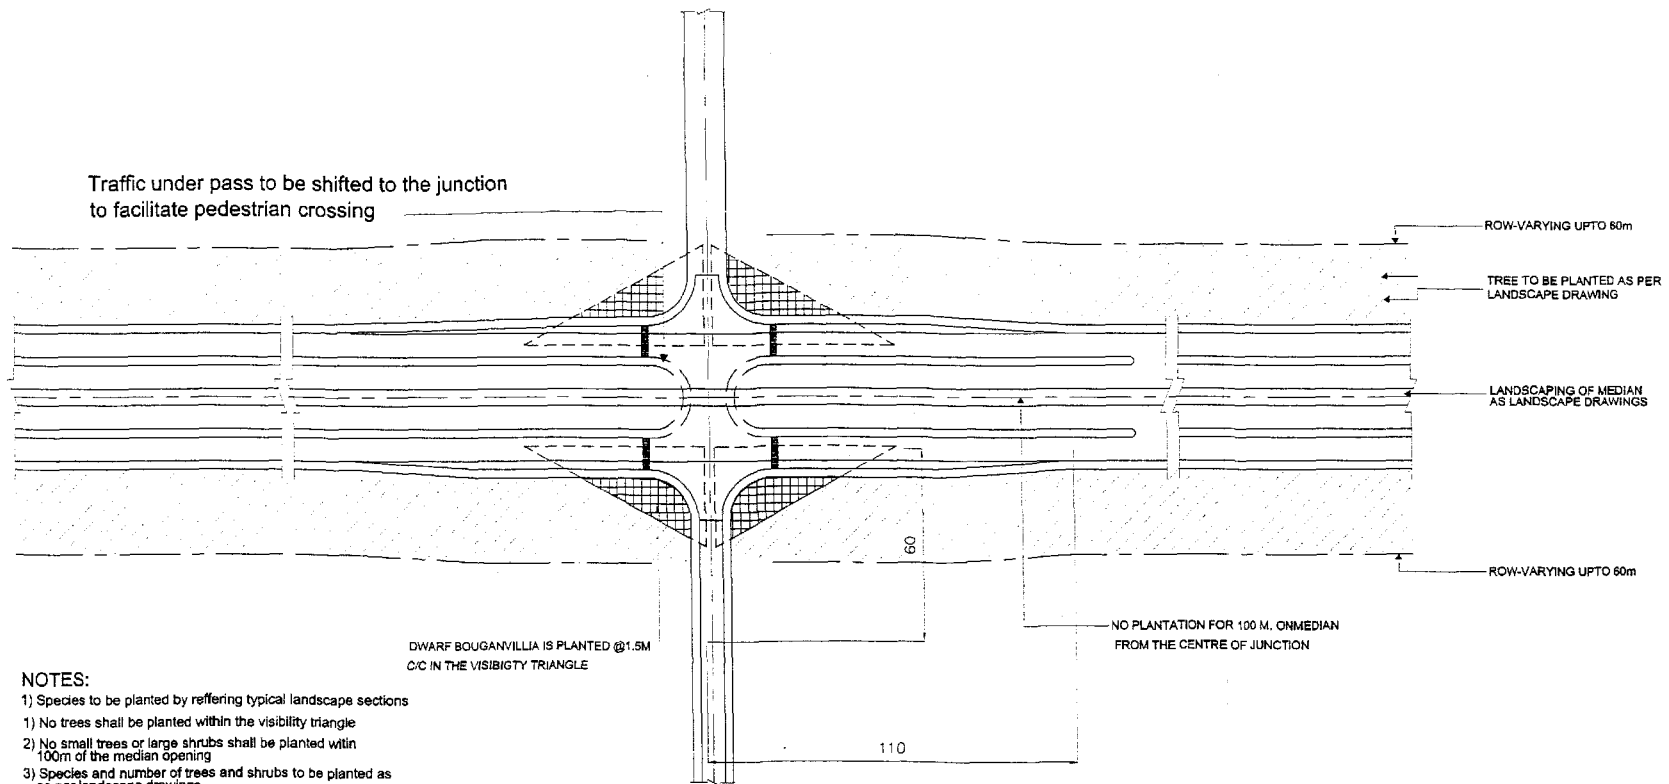 Traffic under pass to be shifted to the junction
to facilitate pedestrian crossing
ROW-VARYING UPTO 60m
TREE TO BE PLANTED AS PER
LANDSCAPE DRAWING
LANDSCAPING OF MEDIAN
AS LANDSCAPE DRAWINGS
ROW-VARYING UPTO 60m
60
NO PLANTATION FOR 100 M. ONMEDIAN
FROM THE CENTRE OF JUNCTION
DWARF BOUGANVILLIA IS PLANTED @1.5M
C/C IN THE VISIBIGTY TRIANGLE
110
NOTES:
1) Species to be planted by reffering typical landscape sections
1) No trees shall be planted within the visibility triangle
2) No small trees or large shrubs shall be planted witin
100m of the median opening
3) Species and number of trees and shrubs to be planted as